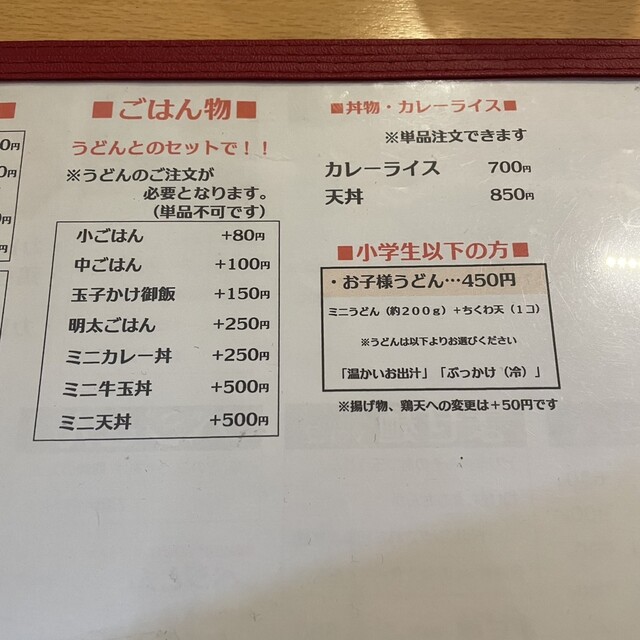 ■ごはん物■
うどんとのセットで！！
※うどんのご注文が
必要となります。
（単品不可です）
小ごはん +80円
中ごはん +100円
玉子かけ御飯 +150円
明太ごはん +250円
ミニカレー丼 +250円
ミニ牛玉丼 +500円
ミニ天丼 +500円
■丼物・カレーライス■
※単品注文できます
カレーライス 700円
天丼 850円
■小学生以下の方■
・お子様うどん…450円
ミニうどん（約２００ｇ）＋ちくわ天（１コ）
※うどんは以下よりお選びください
「温かいお出汁」「ぶっかけ（冷）」
※揚げ物、鶏天への変更は+50円です